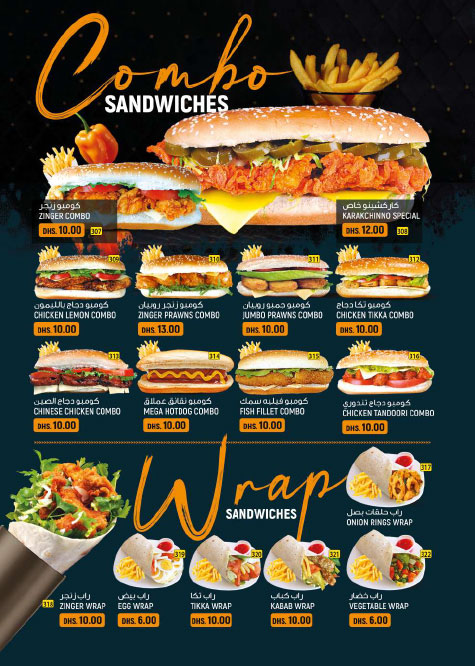 Combo
SANDWICHES
كومبو زنجر
ZINGER COMBO
DHS. 10.00 307
كاركشينو خاص
KARAKCHINNO SPECIAL
DHS. 12.00 308
309
كومبو دجاج بالليمون
CHICKEN LEMON COMBO
DHS. 10.00
310
كومبو زنجر روبيان
ZINGER PRAWNS COMBO
DHS. 13.00
311
كومبو جمبو روبيان
JUMBO PRAWNS COMBO
DHS. 10.00
312
كومبو تكا دجاج
CHICKEN TIKKA COMBO
DHS. 10.00
313
كومبو دجاج الصين
CHINESE CHICKEN COMBO
DHS. 10.00
314
كومبو نقانق عملاق
MEGA HOTDOG COMBO
DHS. 10.00
315
كومبو فيليه سمك
FISH FILLET COMBO
DHS. 10.00
316
كومبو دجاج تندوري
CHICKEN TANDOORI COMBO
DHS. 10.00
Wrap
SANDWICHES
317
راب حلقات بصل
ONION RINGS WRAP
راب زنجر
318 ZINGER WRAP
DHS. 10.00
319
راب بيض
EGG WRAP
DHS. 6.00
320
راب تكا
TIKKA WRAP
DHS. 10.00
321
راب كباب
KABAB WRAP
DHS. 10.00
322
راب خضار
VEGETABLE WRAP
DHS. 6.00